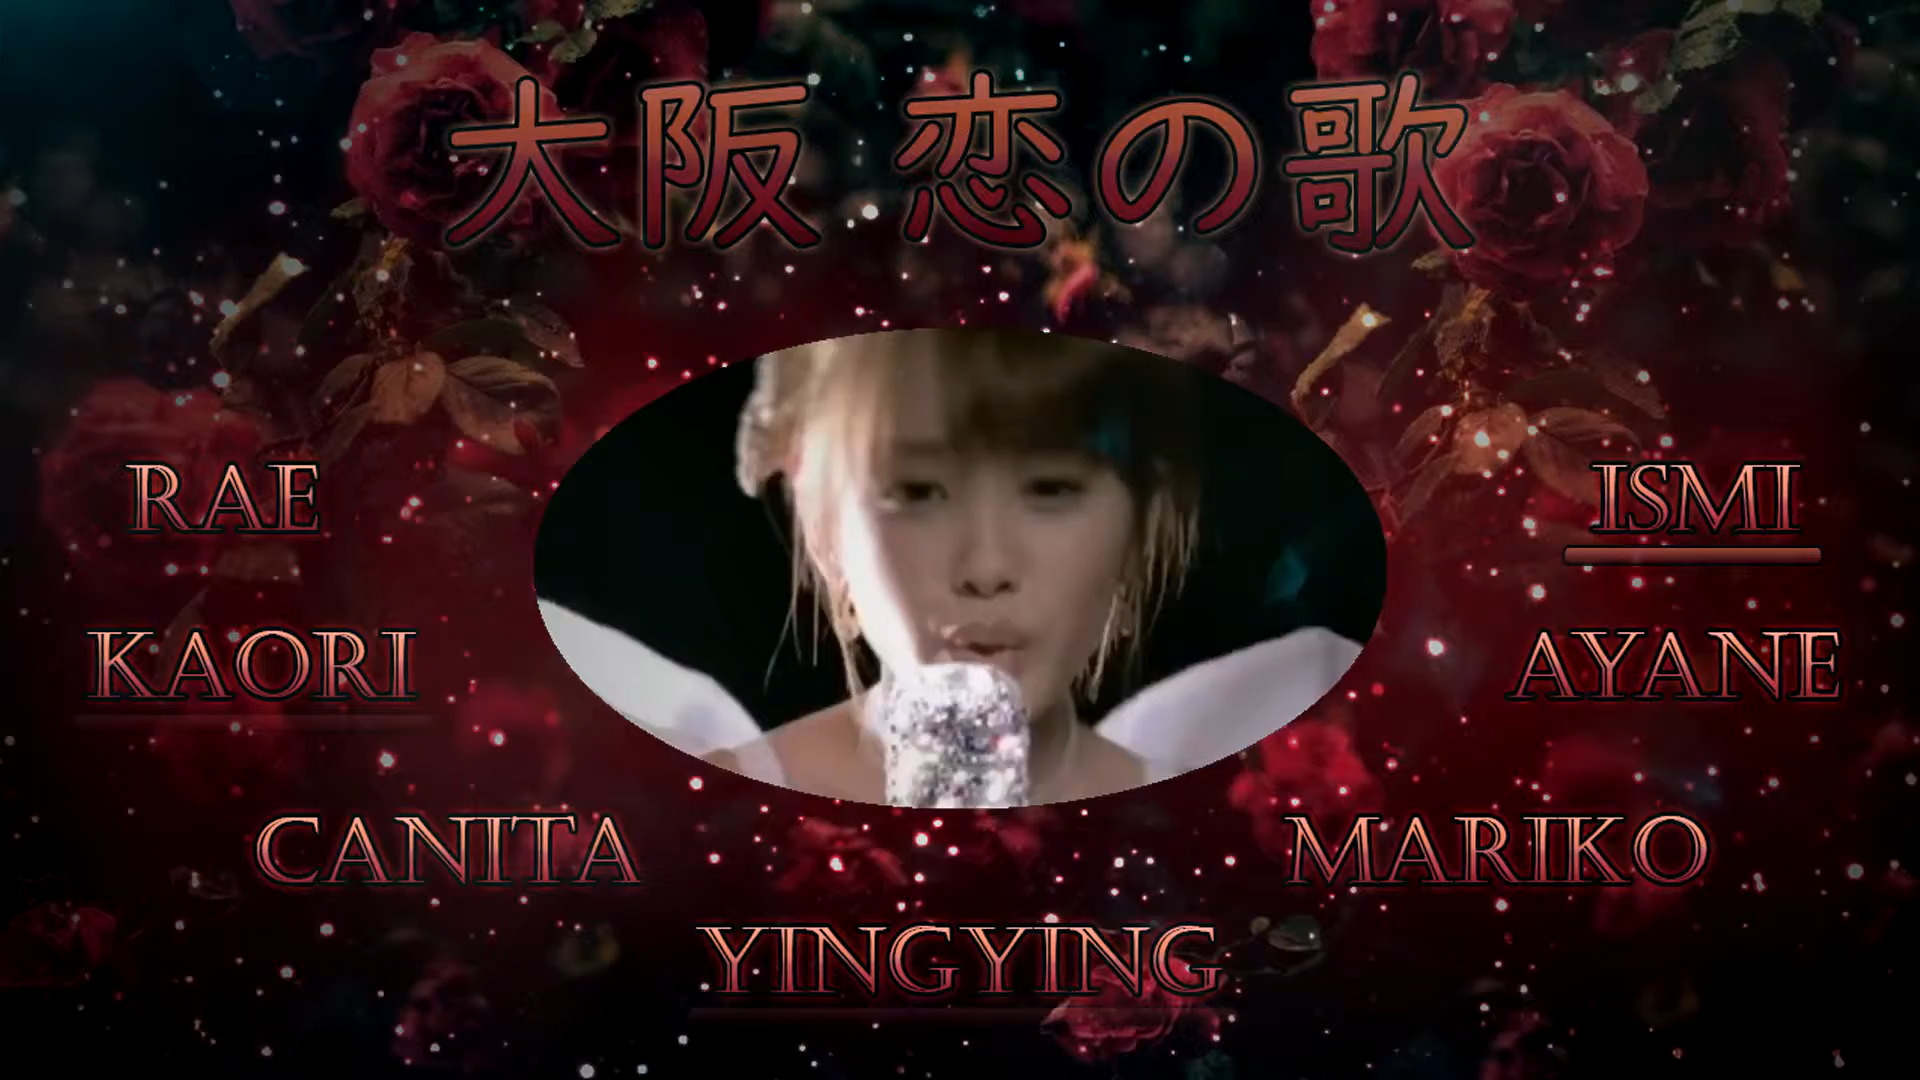 大阪 恋の歌
RAE
ISMI
KAORI
AYANE
CANITA
MARIKO
YINGYING